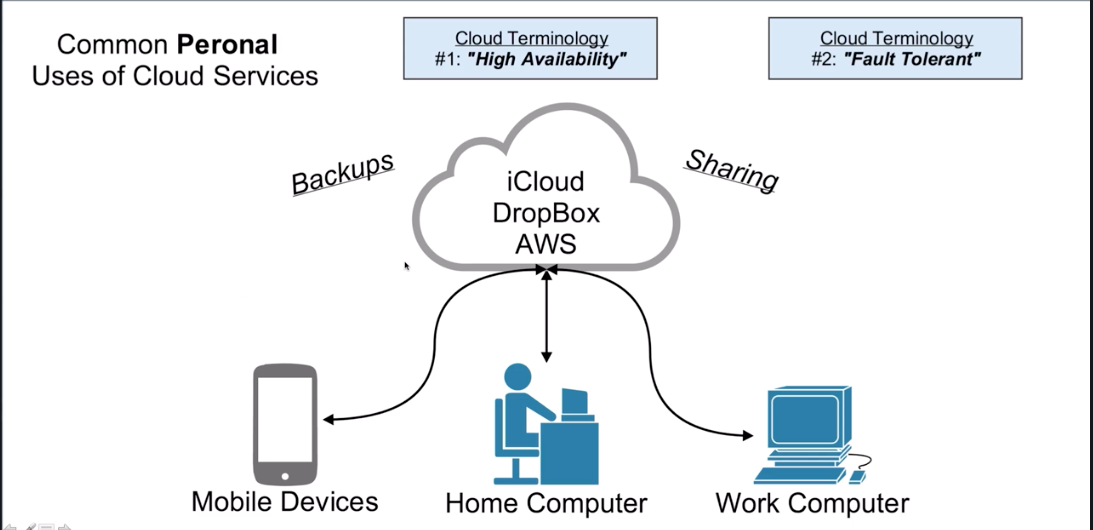 Common Peronal
Uses of Cloud Services
Cloud Terminology
#1: "High Availability"
Cloud Terminology
#2: "Fault Tolerant"
Backups
Sharing
iCloud
DropBox
AWS
Mobile Devices
Home Computer
Work Computer